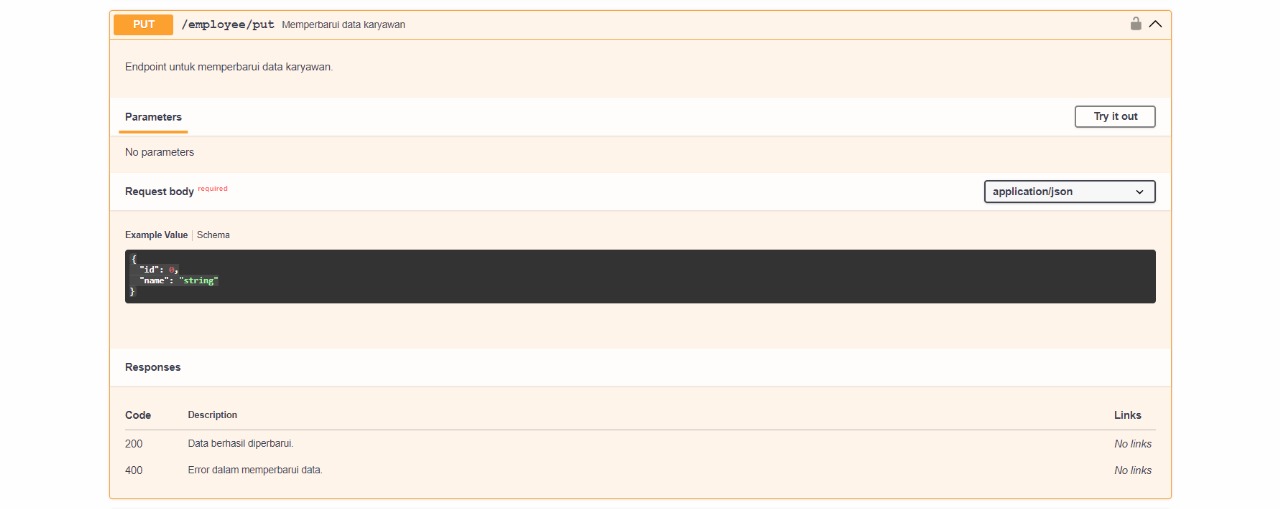 PUT /employee/put Memperbarui data karyawan
Endpoint untuk memperbarui data karyawan.
Parameters Try it out
No parameters
Request body required application/json
Example Value Schema
{
"id": 0,
"name": "string"
}
Responses
Code Description Links
200 Data berhasil diperbarui. No links
400 Error dalam memperbarui data. No links